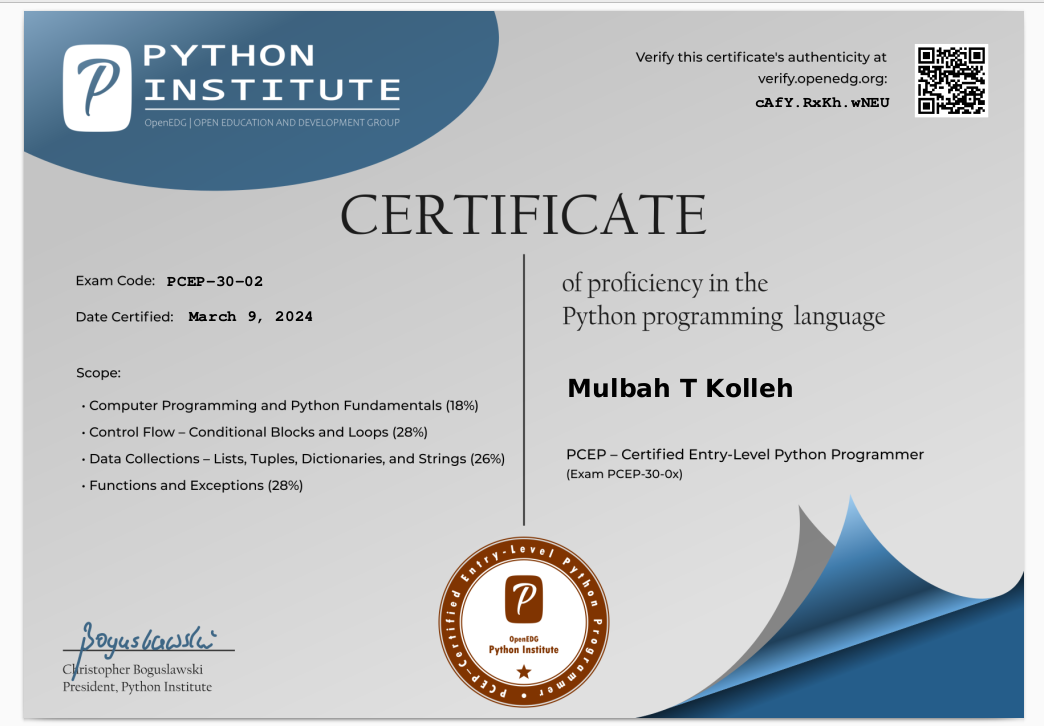 PYTHON
INSTITUTE
OpenEDG | OPEN EDUCATION AND DEVELOPMENT GROUP
Verify this certificate's authenticity at
verify.openedg.org:
cAfY.RxKh.wNEU
CERTIFICATE
Exam Code: PCEP-30-02
Date Certified: March 9, 2024
Scope:
• Computer Programming and Python Fundamentals (18%)
• Control Flow – Conditional Blocks and Loops (28%)
• Data Collections – Lists, Tuples, Dictionaries, and Strings (26%)
• Functions and Exceptions (28%)
of proficiency in the
Python programming language
Mulbah T Kolleh
PCEP – Certified Entry-Level Python Programmer
(Exam PCEP-30-0x)
PCEP-Certified Entry-Level Python Programmer
OpenEDG
Python Institute
Boguslawski
Christopher Boguslawski
President, Python Institute